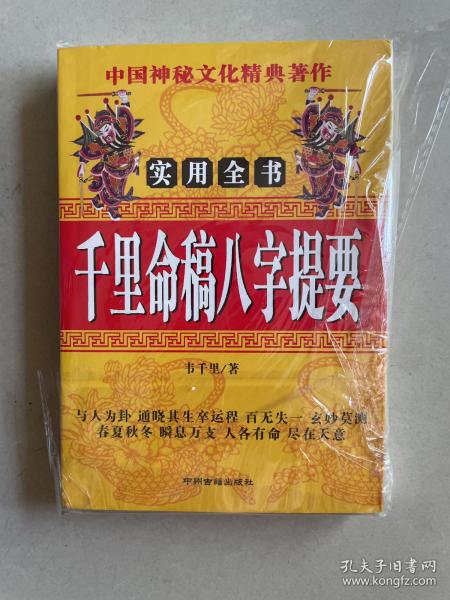 中国神秘文化精典著作
实用全书
千里命稿八字提要
韦千里/著
与人为卦 通晓其生卒运程 百无失一 玄妙莫测
春夏秋冬 瞬息万变 人各有命 尽在天意
中州古籍出版社
孔夫子旧书网
www.kongfz.com